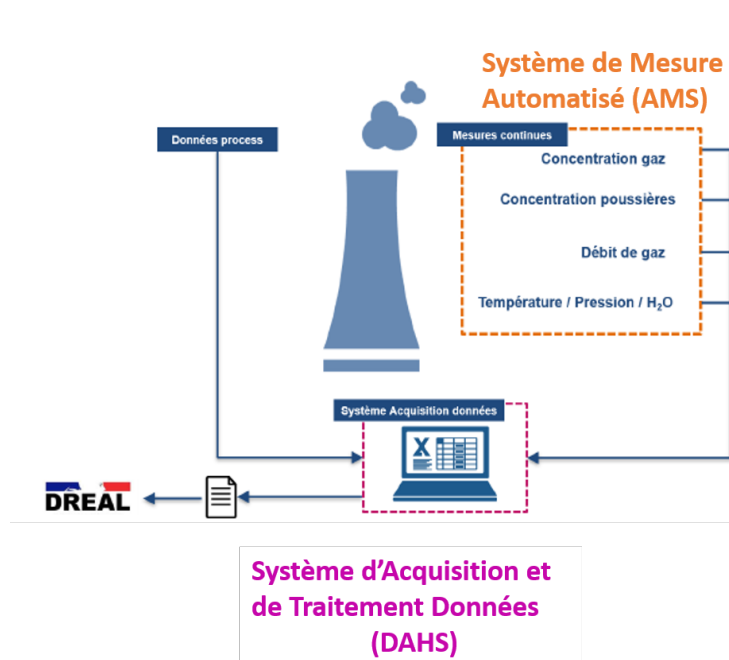 Système de Mesure
Automatisé (AMS)
Données process
Mesures continues
Concentration gaz
Concentration poussières
Débit de gaz
Température / Pression / H₂O
Système Acquisition données
X
DREAL
Système d’Acquisition et
de Traitement Données
(DAHS)